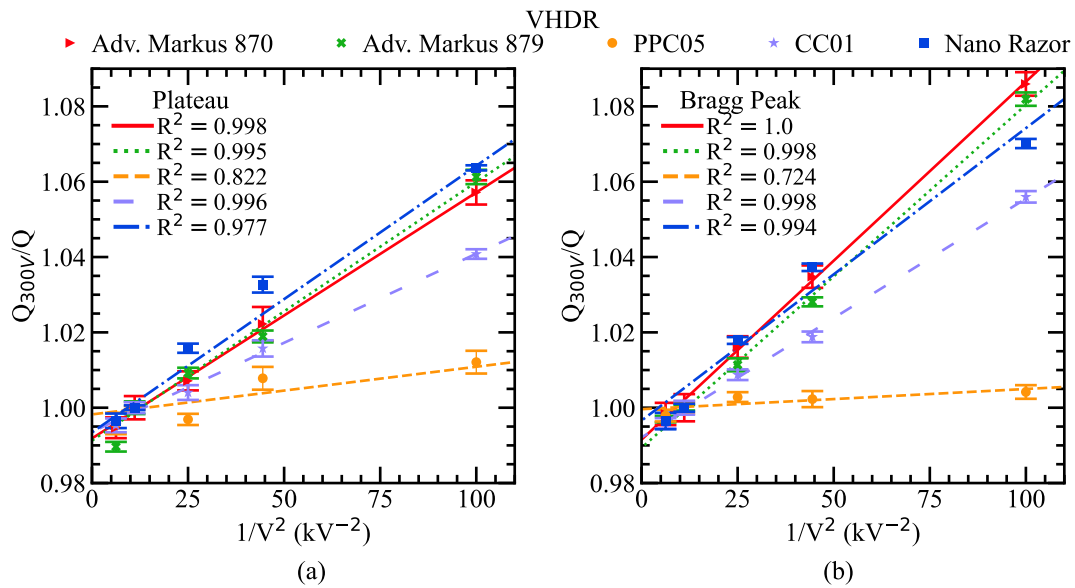 VHDR
Adv. Markus 870 Adv. Markus 879 PPC05 CC01 Nano Razor
Plateau
R² = 0.998
R² = 0.995
R² = 0.822
R² = 0.996
R² = 0.977
Q₃₀₀V/Q
1.08
1.06
1.04
1.02
1.00
0.98
0 25 50 75 100
1/V² (kV⁻²)
(a)
Bragg Peak
R² = 1.0
R² = 0.998
R² = 0.724
R² = 0.998
R² = 0.994
Q₃₀₀V/Q
1.08
1.06
1.04
1.02
1.00
0.98
0 25 50 75 100
1/V² (kV⁻²)
(b)